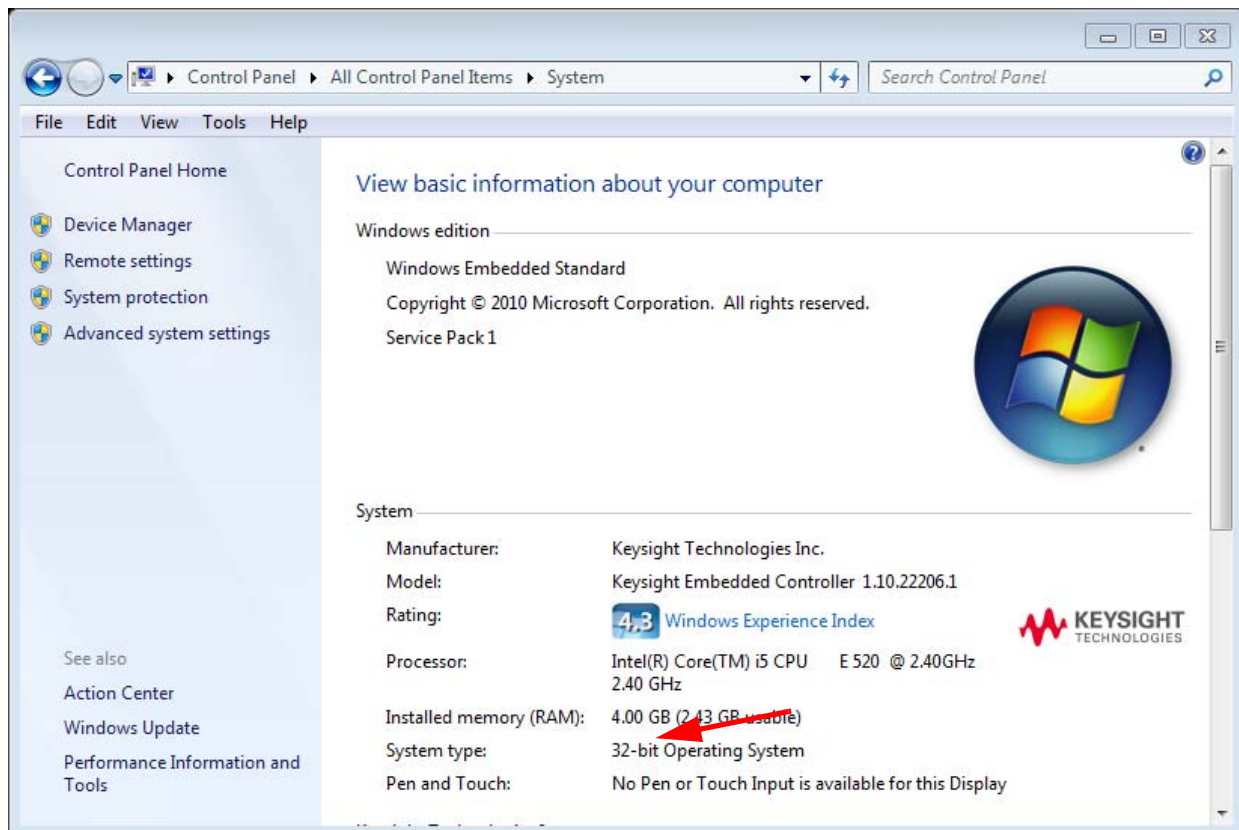 Control Panel All Control Panel Items System Search Control Panel
File Edit View Tools Help
Control Panel Home
Device Manager
Remote settings
System protection
Advanced system settings
See also
Action Center
Windows Update
Performance Information and
Tools
View basic information about your computer
Windows edition
Windows Embedded Standard
Copyright © 2010 Microsoft Corporation. All rights reserved.
Service Pack 1
System
Manufacturer: Keysight Technologies Inc.
Model: Keysight Embedded Controller 1.10.22206.1
Rating: 4,3 Windows Experience Index
KEYSIGHT
TECHNOLOGIES
Processor: Intel(R) Core(TM) i5 CPU E 520 @ 2.40GHz
2.40 GHz
Installed memory (RAM): 4.00 GB (2.43 GB usable)
System type: 32-bit Operating System
Pen and Touch: No Pen or Touch Input is available for this Display